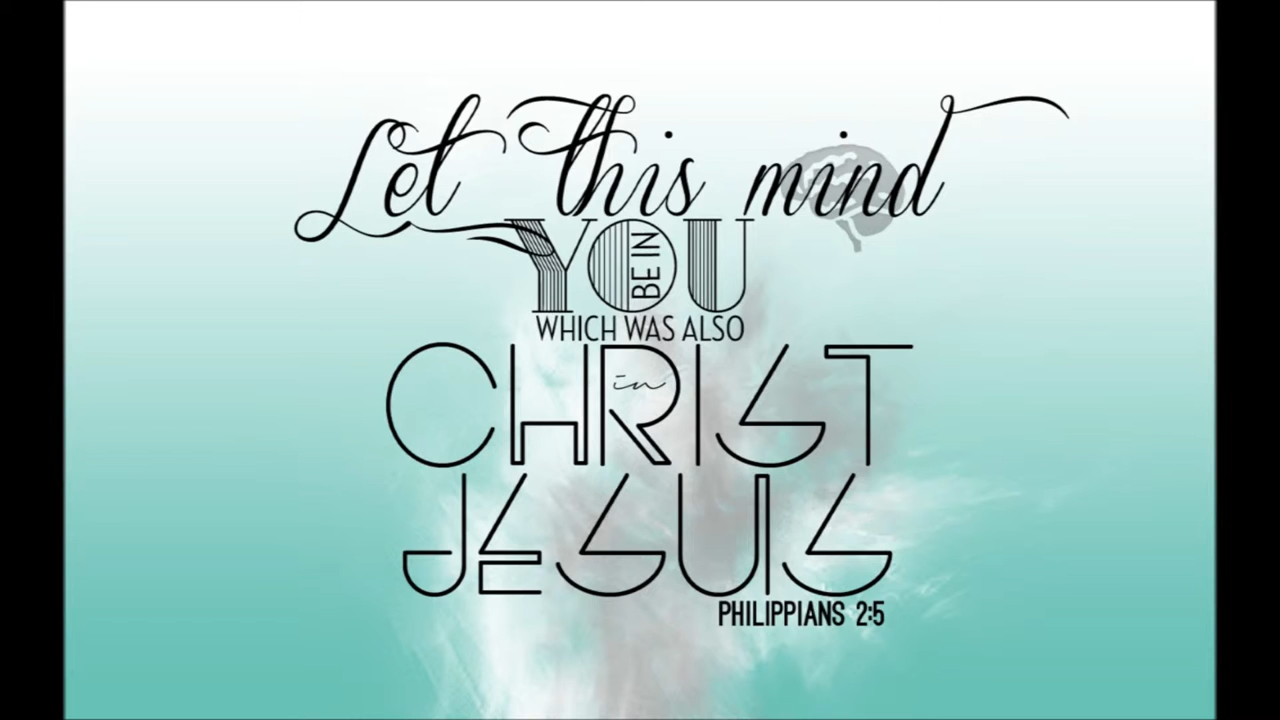 Let this mind
BE IN
YOU
WHICH WAS ALSO
in
CHRIST
JESUS
PHILIPPIANS 2:5